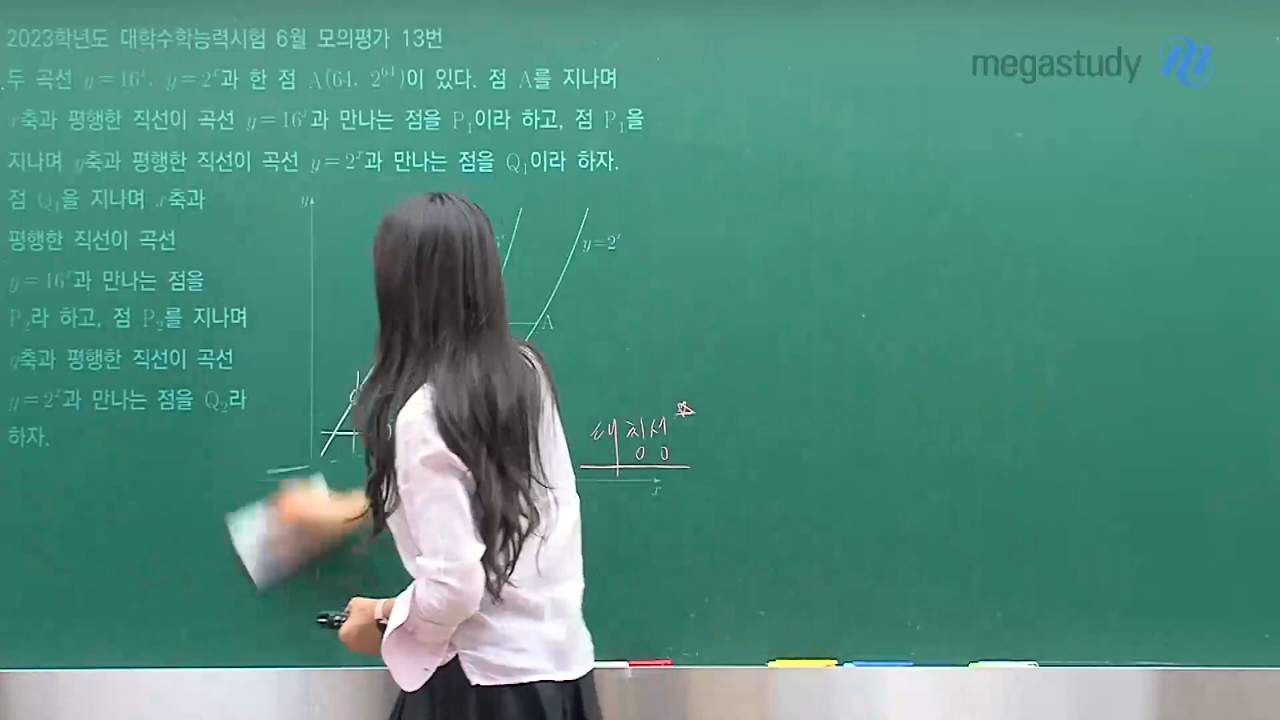 2023학년도 대학수학능력시험 6월 모의평가 13번
megastudy
두 곡선 y=16ˣ, y=2ˣ과 한 점 A(64, 2⁶⁴)이 있다. 점 A를 지나며
x축과 평행한 직선이 곡선 y=16ˣ과 만나는 점을 P₁이라 하고, 점 P₁을
지나며 y축과 평행한 직선이 곡선 y=2ˣ과 만나는 점을 Q₁이라 하자.
점 Q₁을 지나며 x축과
평행한 직선이 곡선
y=16ˣ과 만나는 점을
P₂라 하고, 점 P₂를 지나며
y축과 평행한 직선이 곡선
y=2ˣ과 만나는 점을 Q₂라
하자.
y
y=2ˣ
A
x